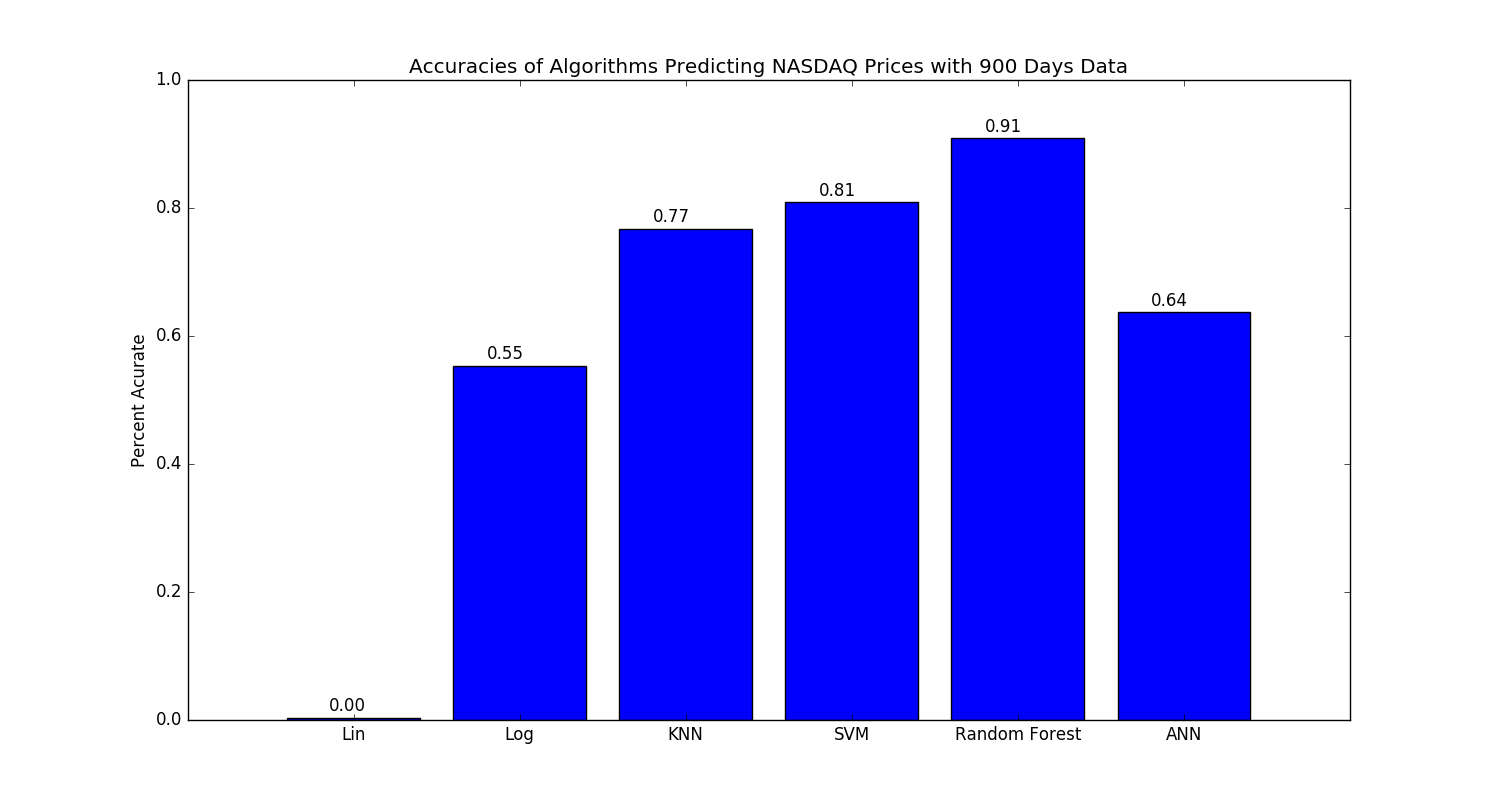 Accuracies of Algorithms Predicting NASDAQ Prices with 900 Days Data
1.0
0.8
0.6
0.4
0.2
0.0
Percent Acurate
0.00
0.55
0.77
0.81
0.91
0.64
Lin
Log
KNN
SVM
Random Forest
ANN